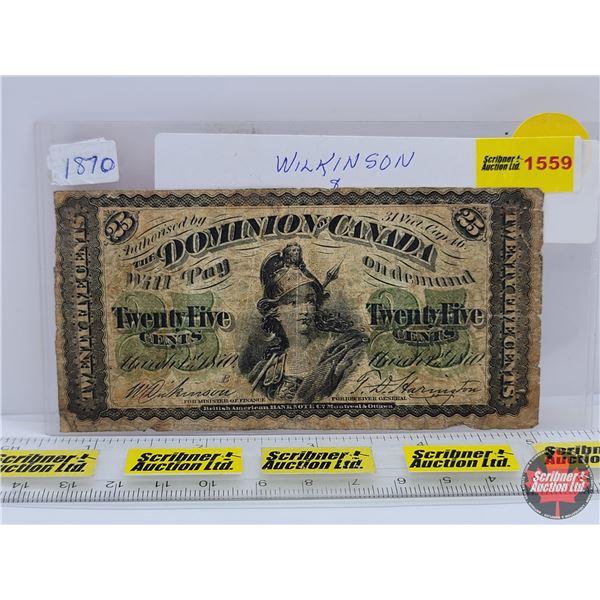 1870
WILKINSON
&
Scribner Auction Ltd. 1559
25 Authorised by 31 Vict. Cap. 46 25
THE DOMINION OF CANADA
Will Pay on demand
Twenty Five Twenty Five
CENTS CENTS
March 1st 1870 March 1st 1870
TWENTY FIVE CENTS
TWENTY FIVE CENTS
B
W Dickinson T. D. Harington
FOR MINISTER OF FINANCE FOR RECEIVER GENERAL
British American BANK NOTE Co. Montreal & Ottawa
Scribner Auction Ltd.
Scribner Auction Ltd.
Scribner Auction Ltd.
Scribner Auction Ltd.
Scribner Auction Ltd.
Scribner Auction Ltd.
14 13 12 10 9 8 7 6 5 4 2 1